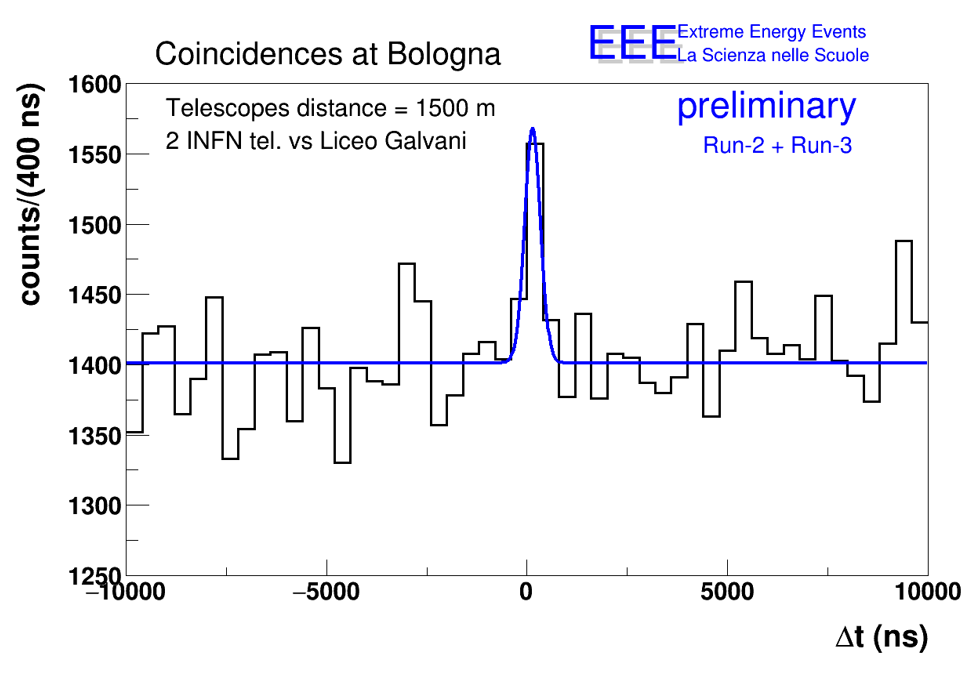 Coincidences at Bologna
EEE
Extreme Energy Events
La Scienza nelle Scuole
Telescopes distance = 1500 m
2 INFN tel. vs Liceo Galvani
preliminary
Run-2 + Run-3
counts/(400 ns)
1600
1550
1500
1450
1400
1350
1300
1250
−10000
−5000
0
5000
10000
Δt (ns)